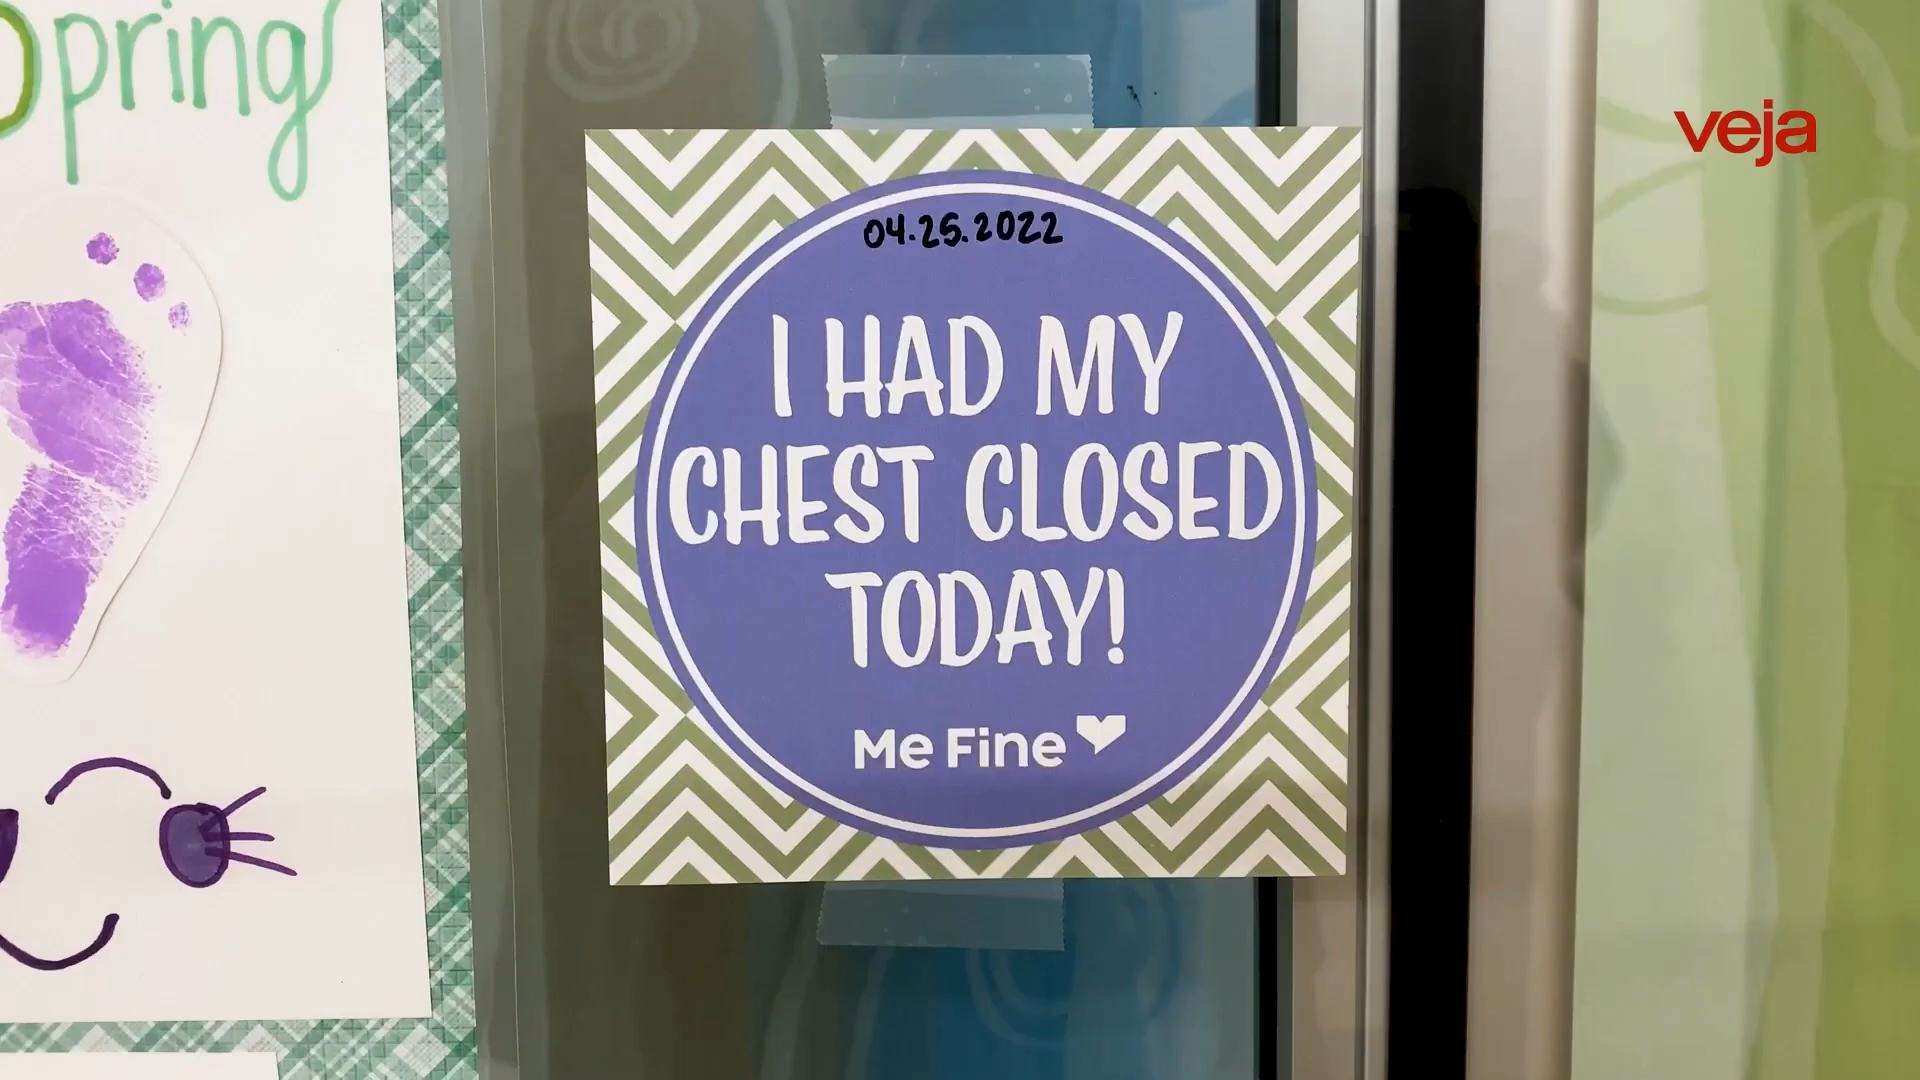 Spring
veja
04.25.2022
I HAD MY
CHEST CLOSED
TODAY!
Me Fine